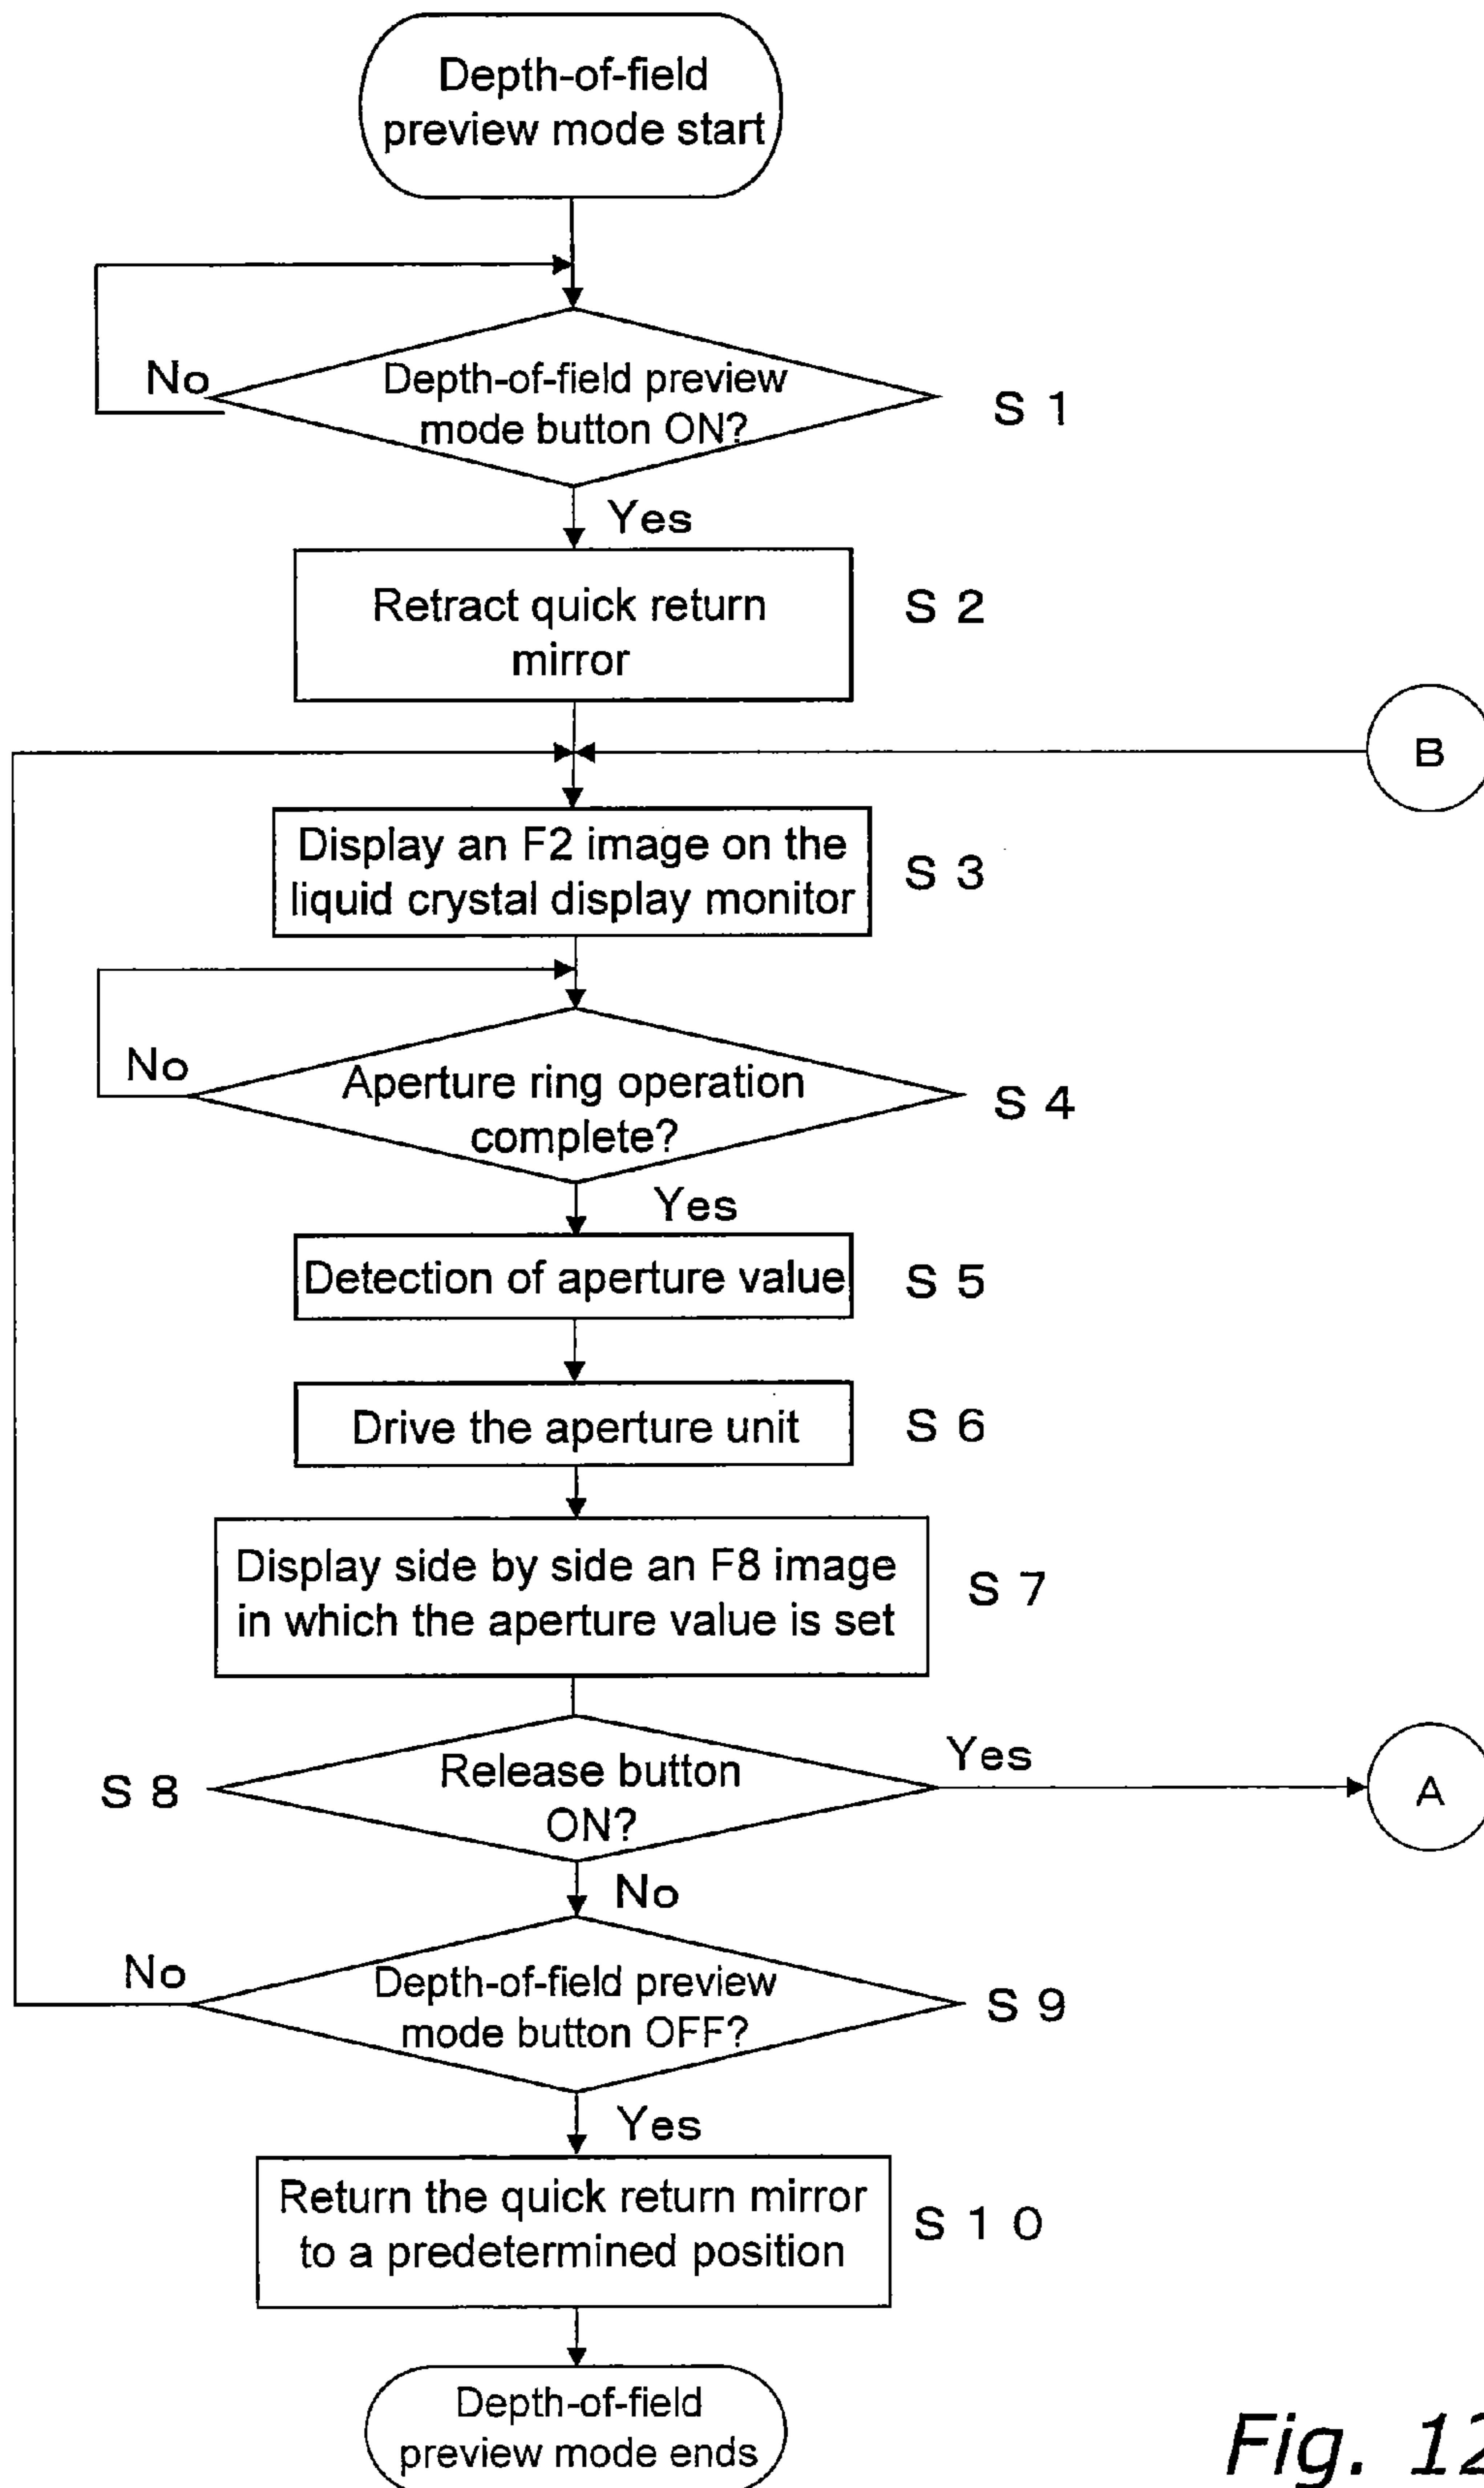 Depth-of-field
preview mode start
No
Depth-of-field preview
mode button ON?
S 1
Yes
Retract quick return
mirror
S 2
B
Display an F2 image on the
liquid crystal display monitor
S 3
No
Aperture ring operation
complete?
S 4
Yes
Detection of aperture value
S 5
Drive the aperture unit
S 6
Display side by side an F8 image
in which the aperture value is set
S 7
S 8
Release button
ON?
Yes
A
No
No
Depth-of-field preview
mode button OFF?
S 9
Yes
Return the quick return mirror
to a predetermined position
S 1 0
Depth-of-field
preview mode ends
Fig. 12